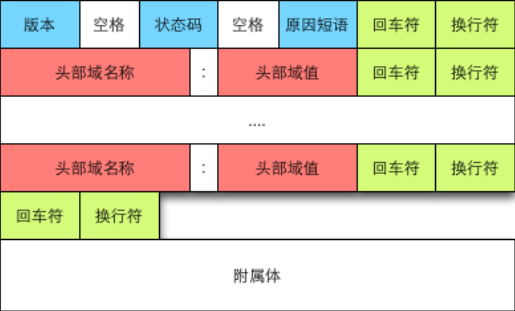 版本 空格 状态码 空格 原因短语 回车符 换行符
头部域名称 : 头部域值 回车符 换行符
....
头部域名称 : 头部域值 回车符 换行符
回车符 换行符
附属体